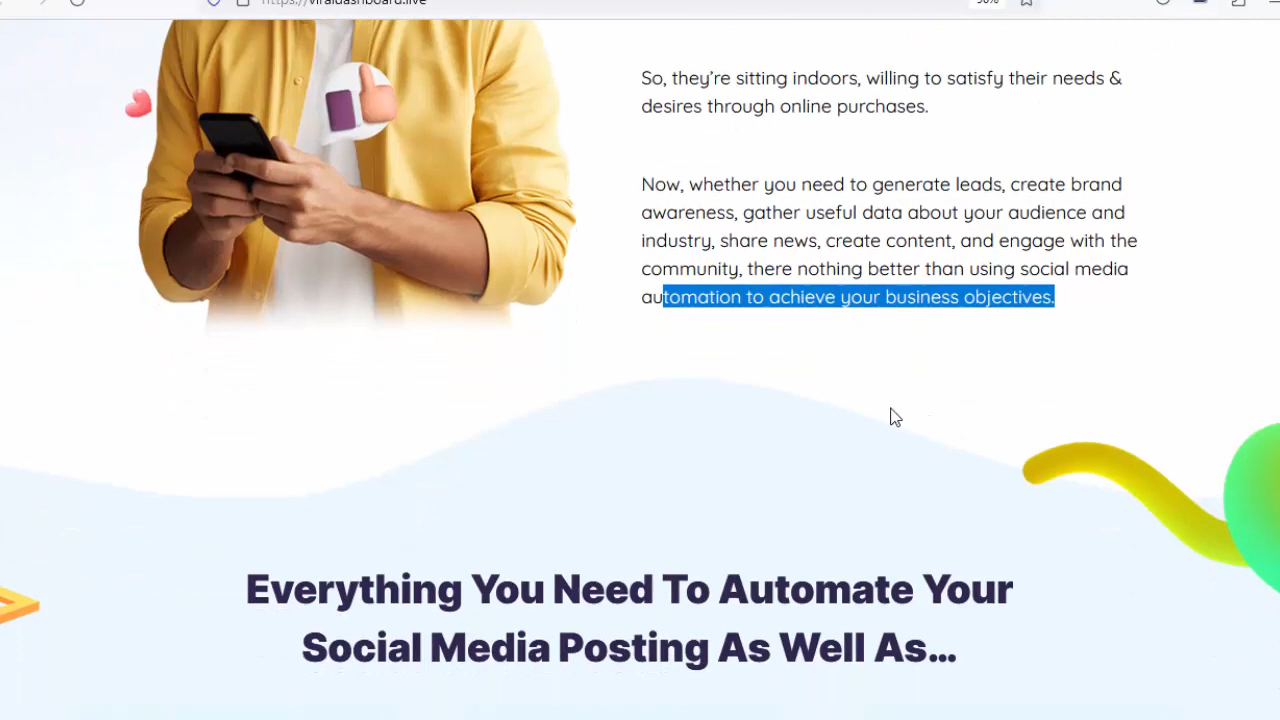 https://viraldashboard.live
90%
So, they’re sitting indoors, willing to satisfy their needs &
desires through online purchases.
Now, whether you need to generate leads, create brand
awareness, gather useful data about your audience and
industry, share news, create content, and engage with the
community, there nothing better than using social media
automation to achieve your business objectives.
Everything You Need To Automate Your
Social Media Posting As Well As...